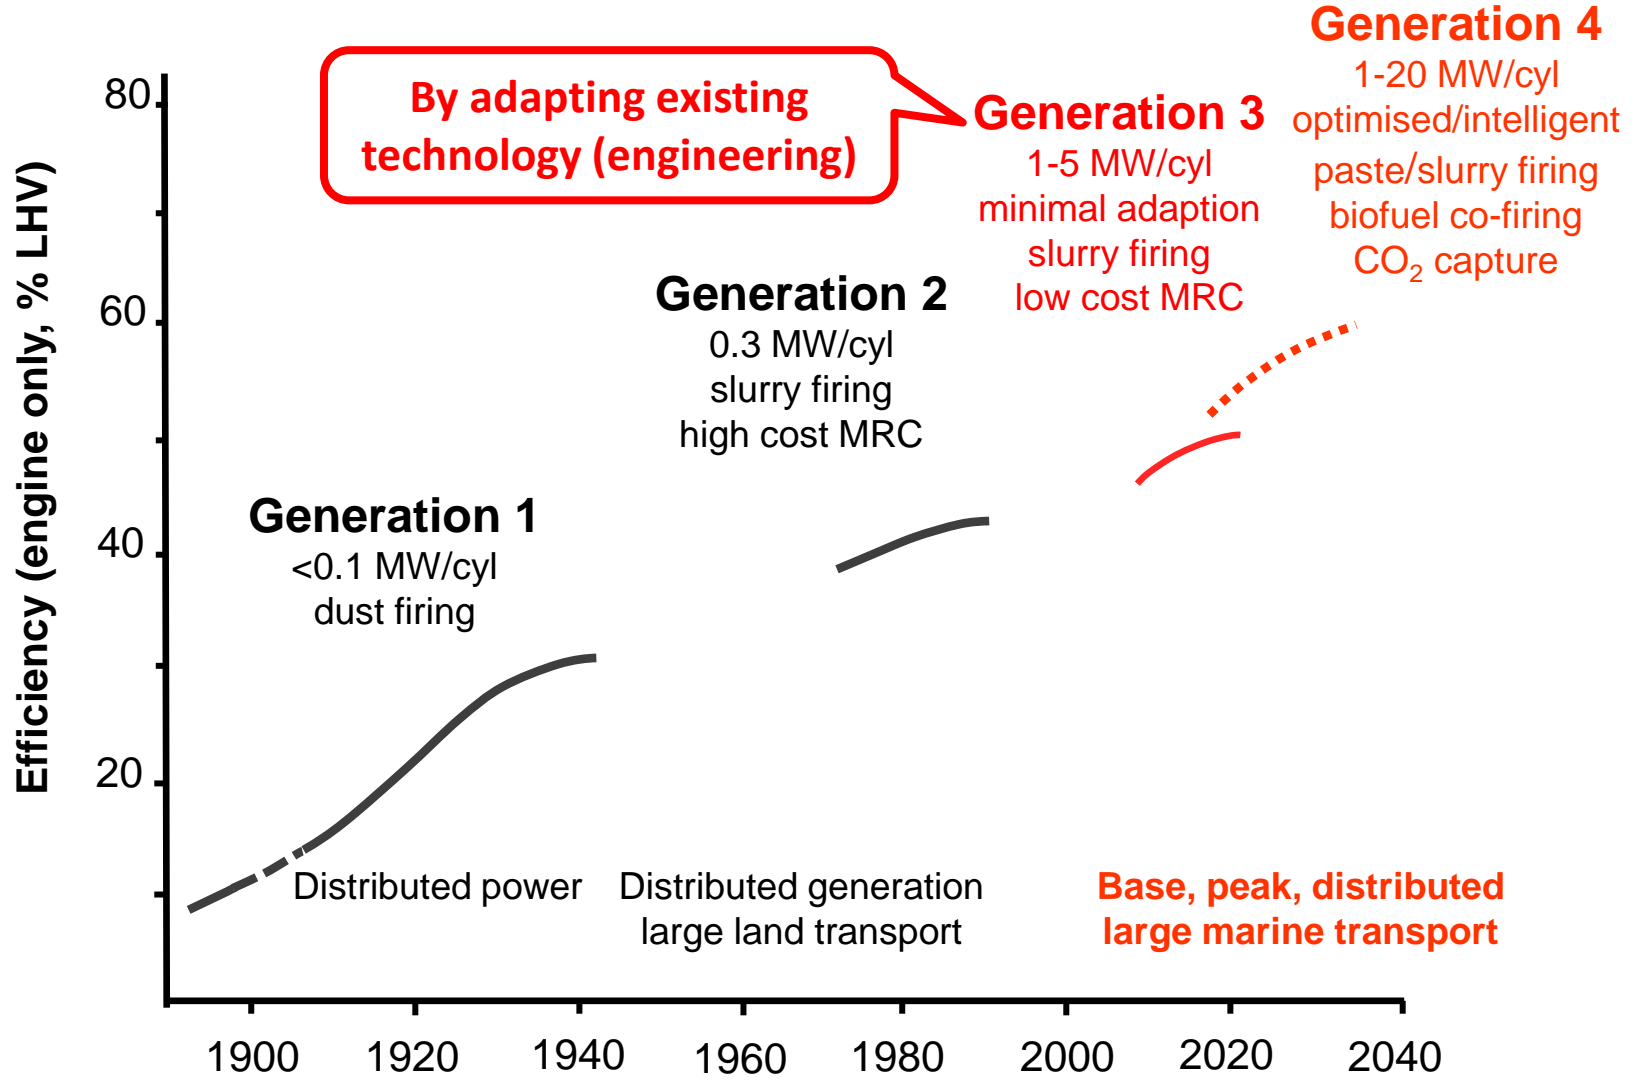 Generation 4
1-20 MW/cyl
optimised/intelligent
paste/slurry firing
biofuel co-firing
CO₂ capture
By adapting existing
technology (engineering)
Generation 3
1-5 MW/cyl
minimal adaption
slurry firing
low cost MRC
Generation 2
0.3 MW/cyl
slurry firing
high cost MRC
Generation 1
<0.1 MW/cyl
dust firing
Efficiency (engine only, % LHV)
80
60
40
20
Distributed power
Distributed generation
large land transport
Base, peak, distributed
large marine transport
1900 1920 1940 1960 1980 2000 2020 2040